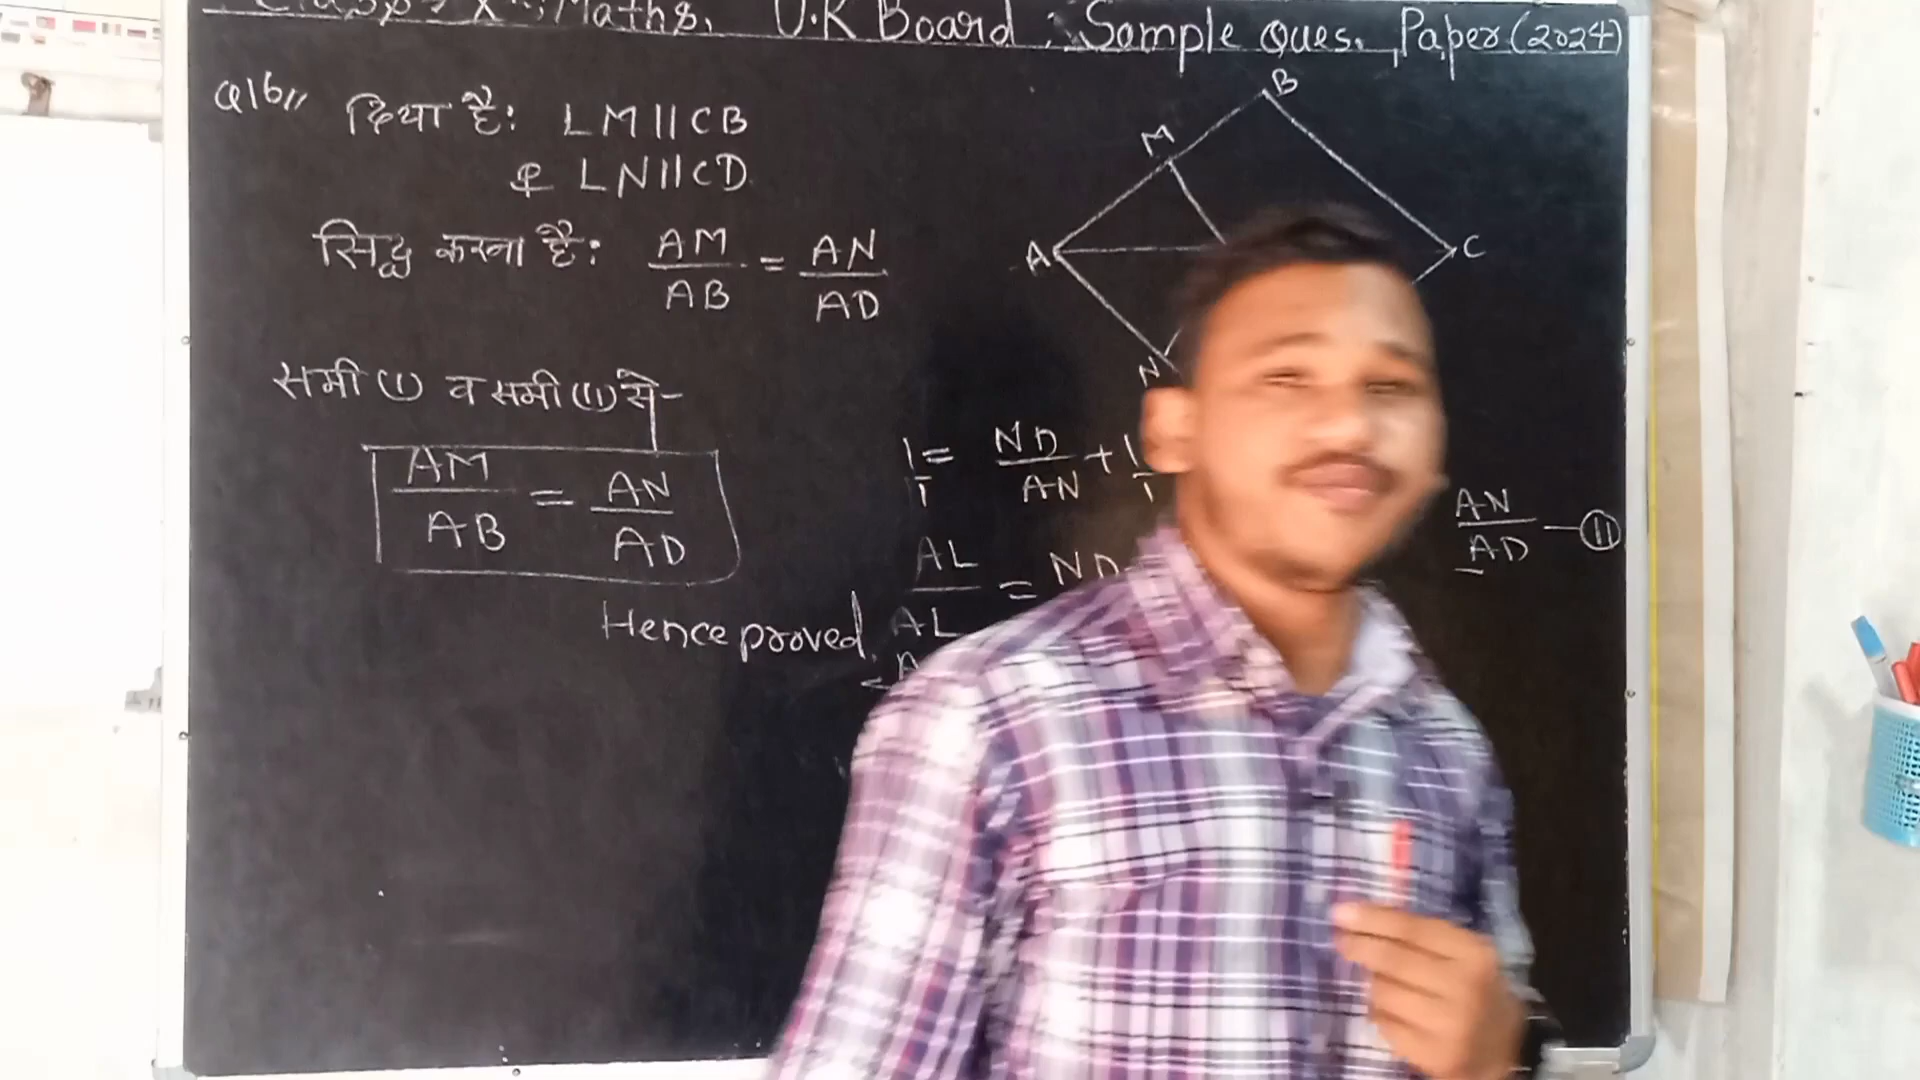 Maths. U.K Board : Sample Ques. Paper (2024)
Q16//
दिया है: LM||CB
& LN||CD
सिद्ध करना है: AM/AB = AN/AD
समी (I) व समी (II) से-
AM/AB = AN/AD
Hence proved.
B
M
A
C
N
1/1 = ND/AN + 1/1
AL
= ND
AL
AN/AD — II